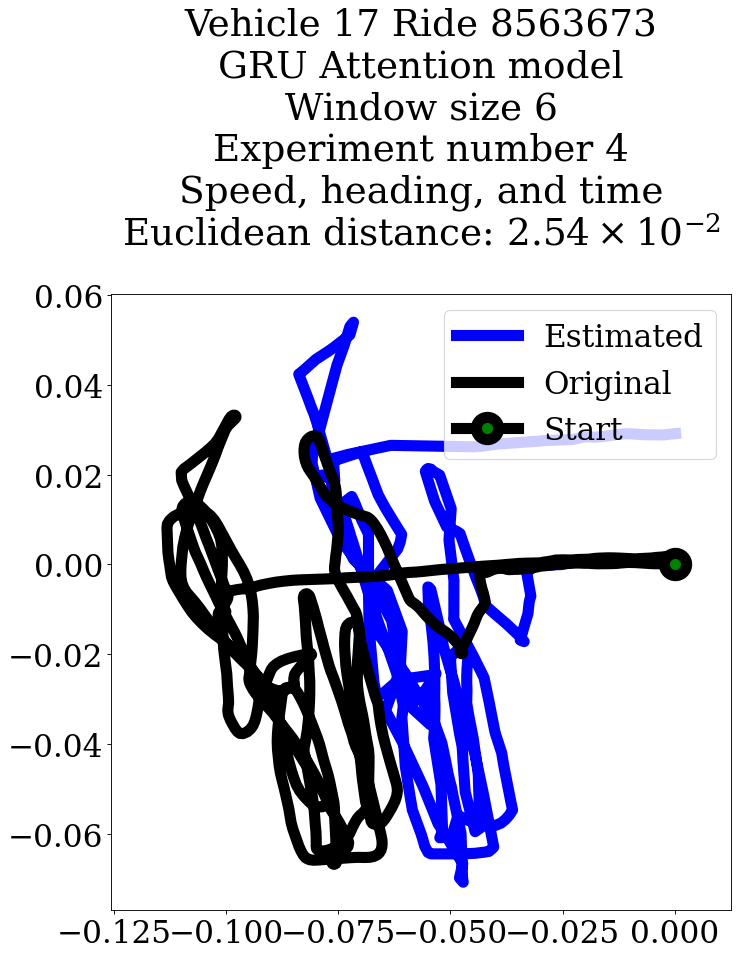 Vehicle 17 Ride 8563673
GRU Attention model
Window size 6
Experiment number 4
Speed, heading, and time
Euclidean distance: 2.54 × 10⁻²
0.06
0.04
0.02
0.00
−0.02
−0.04
−0.06
Estimated
Original
Start
−0.125 −0.100 −0.075 −0.050 −0.025 0.000